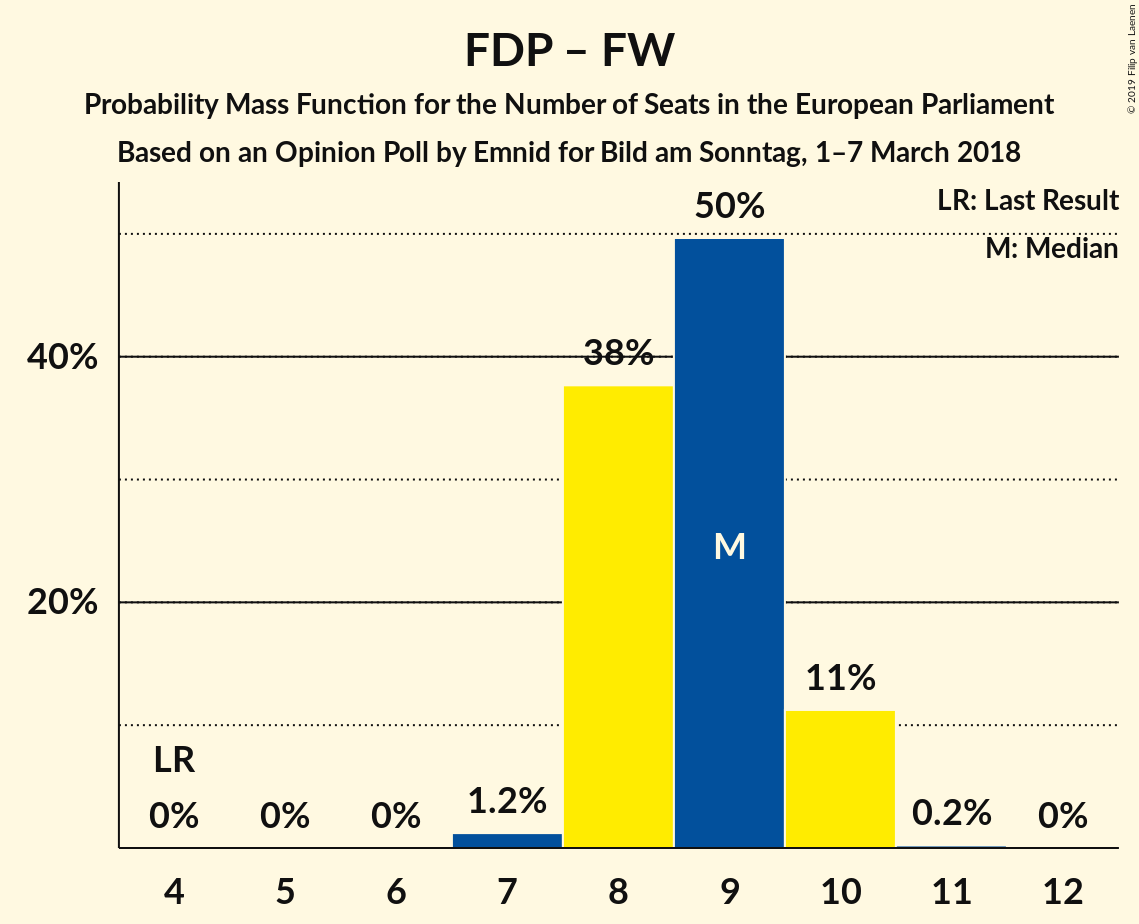 FDP – FW
Probability Mass Function for the Number of Seats in the European Parliament
Based on an Opinion Poll by Emnid for Bild am Sonntag, 1–7 March 2018
© 2019 Filip van Laenen
LR: Last Result
M: Median
50%
40%
38%
M
20%
11%
LR
0%
0%
0%
1.2%
0.2%
0%
4
5
6
7
8
9
10
11
12